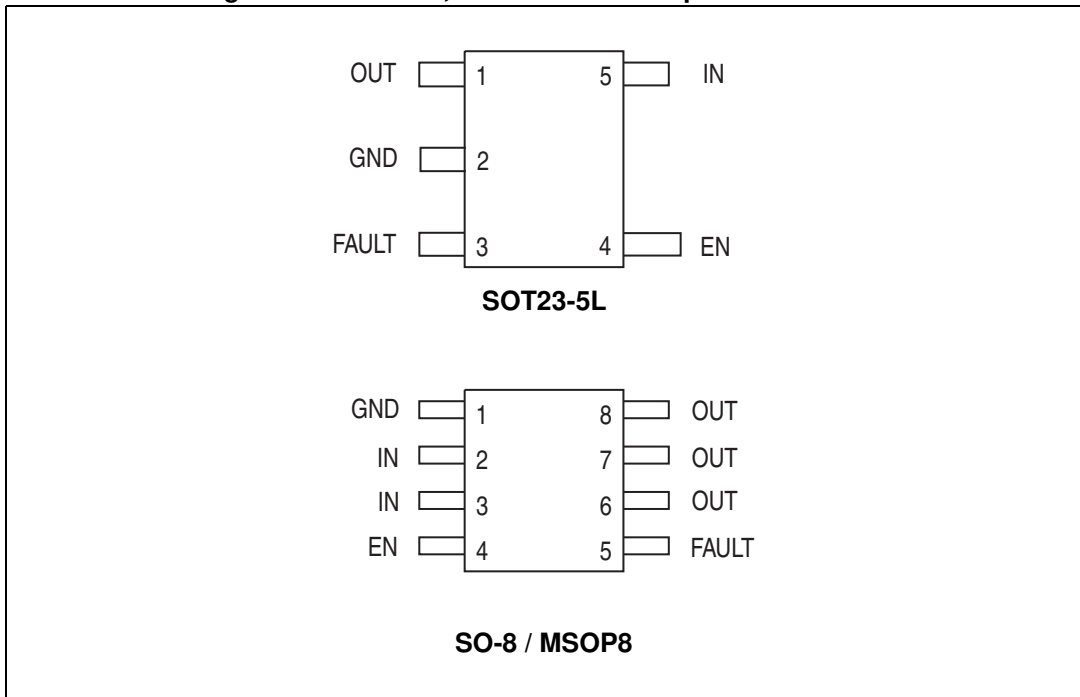 OUT 1 5 IN
GND 2
FAULT 3 4 EN
SOT23-5L
GND 1 8 OUT
IN 2 7 OUT
IN 3 6 OUT
EN 4 5 FAULT
SO-8 / MSOP8